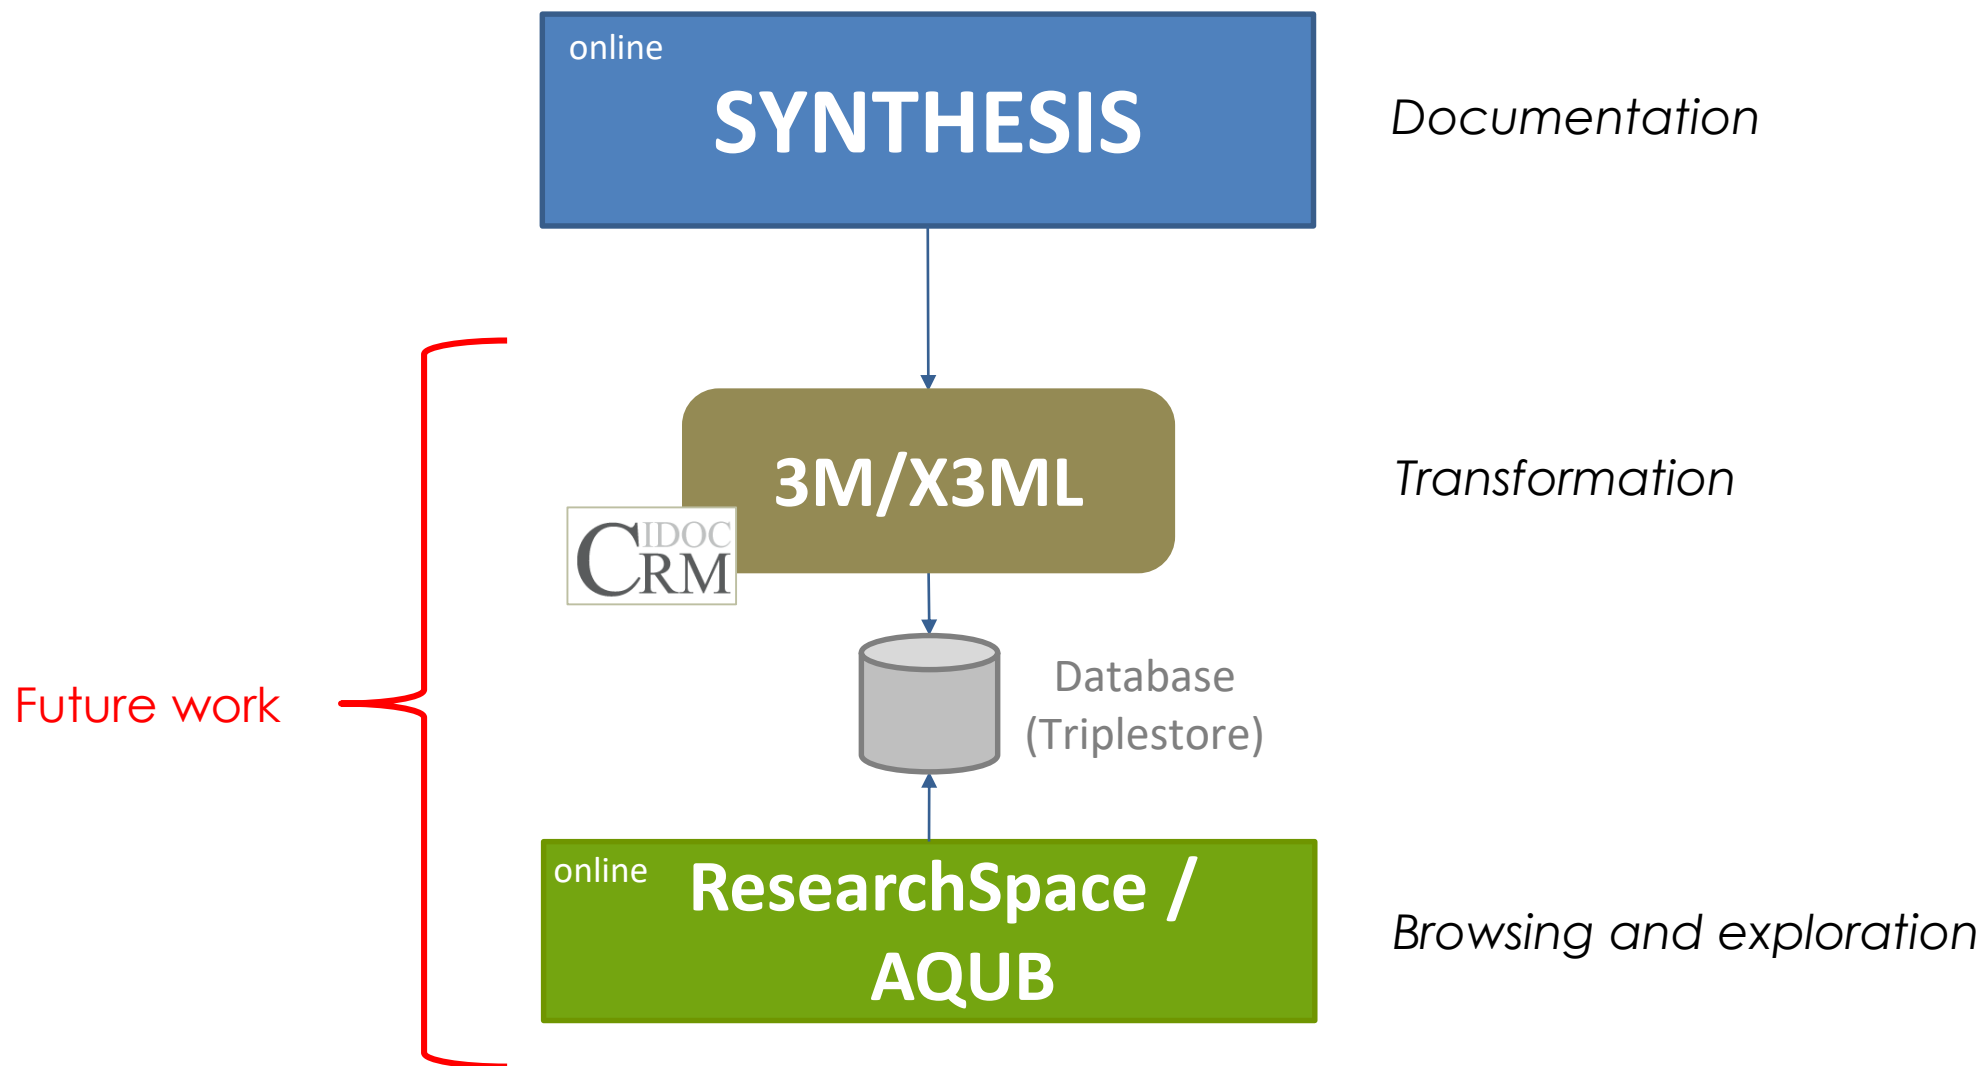 online
SYNTHESIS
Documentation
3M/X3ML
Transformation
CIDOC
CRM
Database
(Triplestore)
Future work
online
ResearchSpace /
AQUB
Browsing and exploration